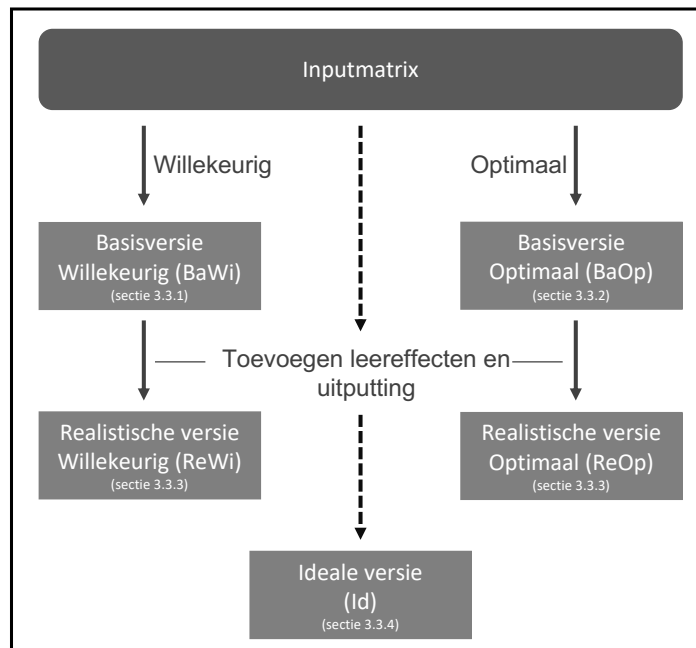 Inputmatrix
Willekeurig
Optimaal
Basisversie
Willekeurig (BaWi)
(sectie 3.3.1)
Basisversie
Optimaal (BaOp)
(sectie 3.3.2)
Toevoegen leereffecten en
uitputting
Realistische versie
Willekeurig (ReWi)
(sectie 3.3.3)
Realistische versie
Optimaal (ReOp)
(sectie 3.3.3)
Ideale versie
(Id)
(sectie 3.3.4)